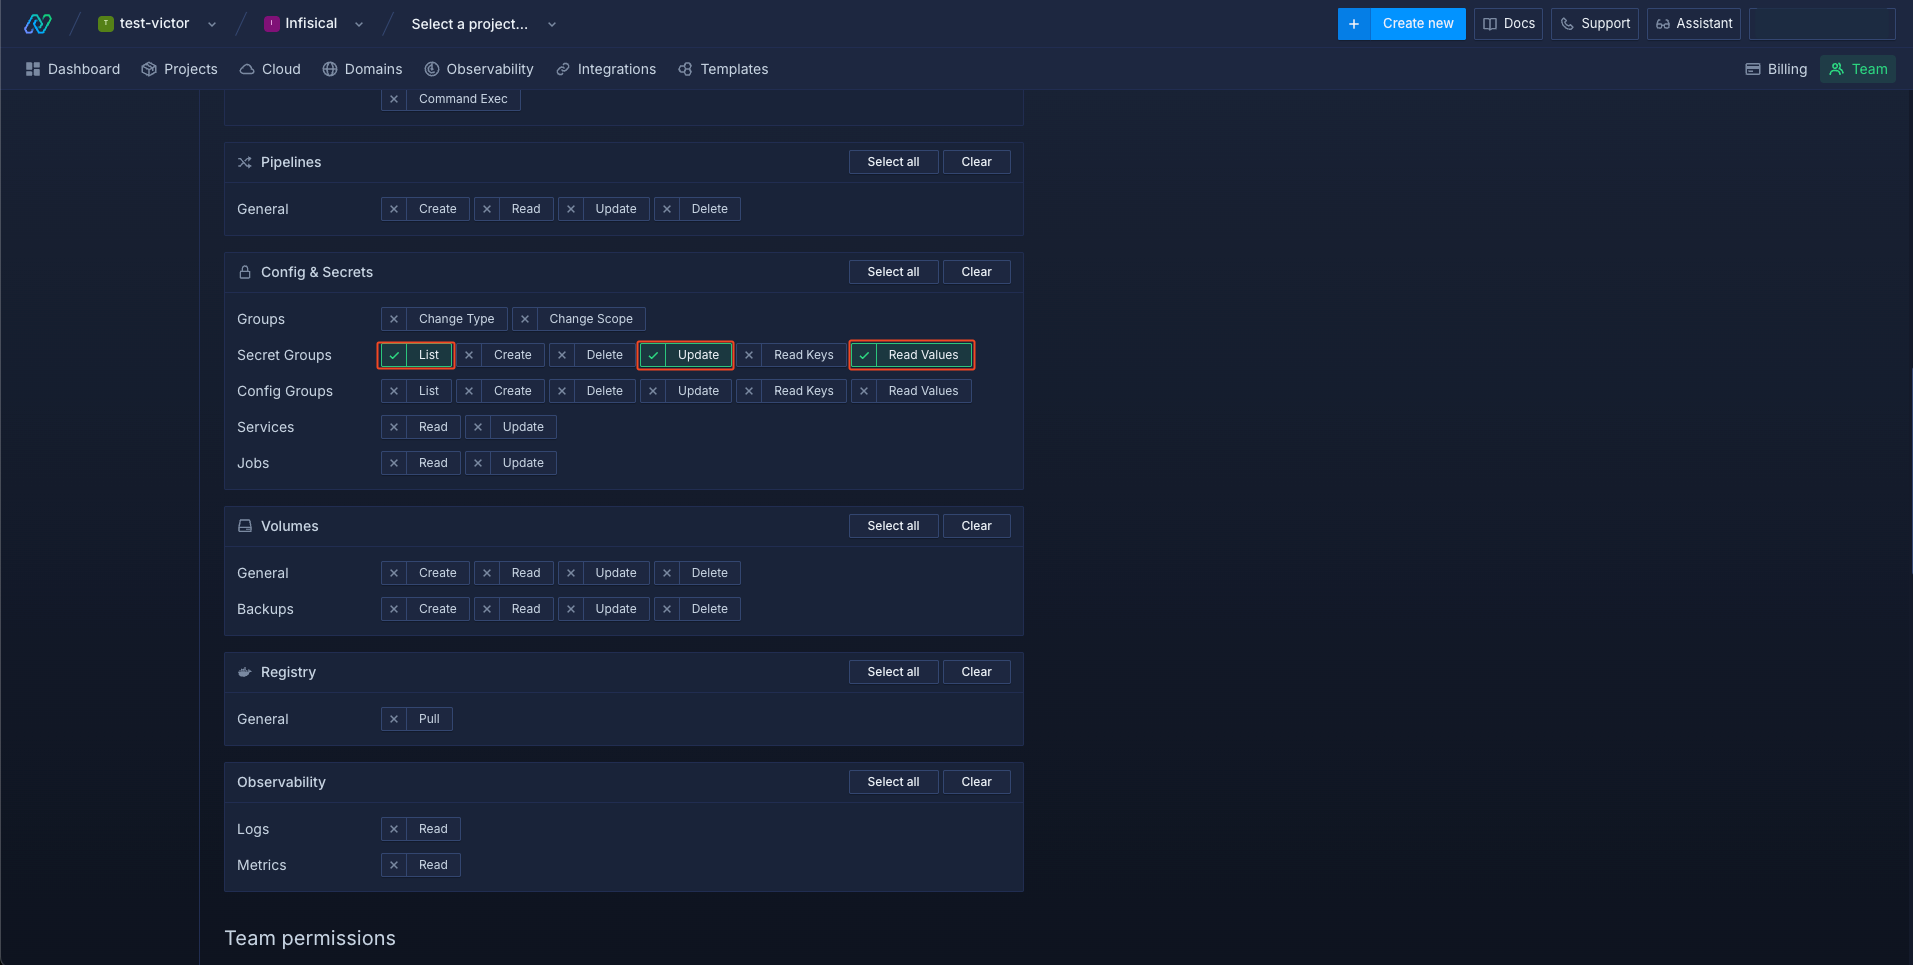 T test-victor I Infisical Select a project... + Create new Docs Support Assistant
Dashboard Projects Cloud Domains Observability Integrations Templates Billing Team
Command Exec
Pipelines Select all Clear
General Create Read Update Delete
Config & Secrets Select all Clear
Groups Change Type Change Scope
Secret Groups List Create Delete Update Read Keys Read Values
Config Groups List Create Delete Update Read Keys Read Values
Services Read Update
Jobs Read Update
Volumes Select all Clear
General Create Read Update Delete
Backups Create Read Update Delete
Registry Select all Clear
General Pull
Observability Select all Clear
Logs Read
Metrics Read
Team permissions